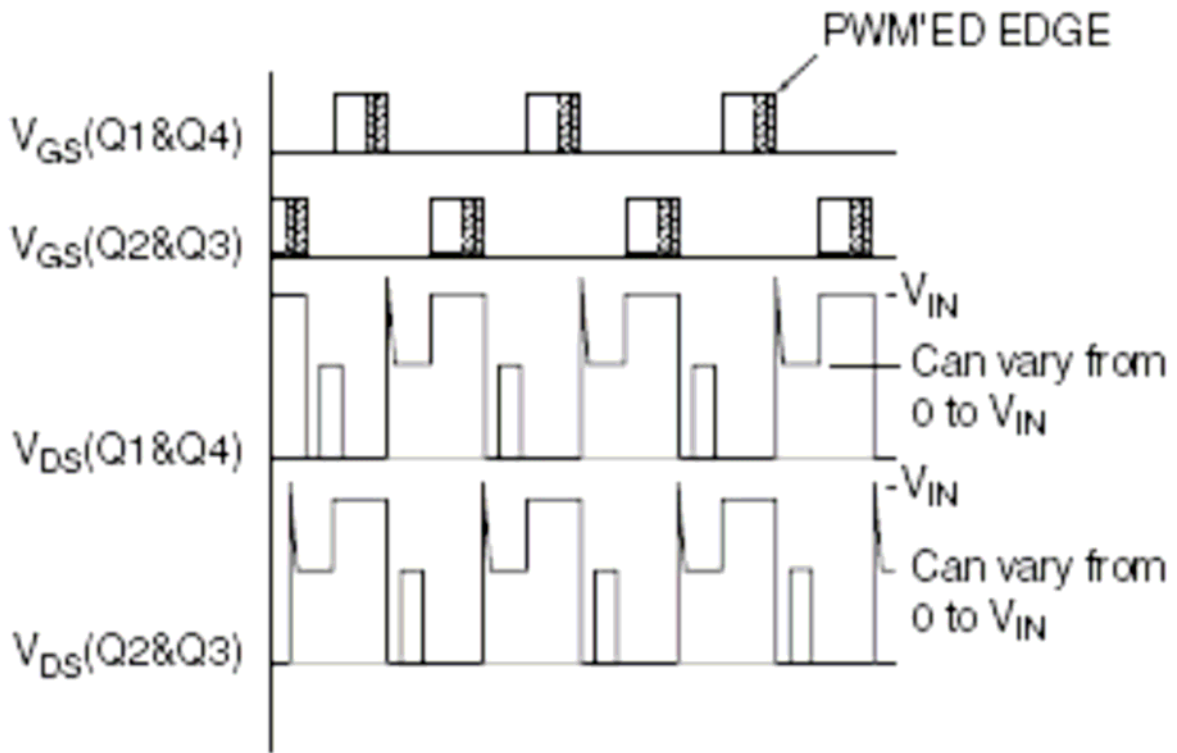 PWM'ED EDGE
VGS(Q1&Q4)
VGS(Q2&Q3)
-VIN
Can vary from
0 to VIN
VDS(Q1&Q4)
-VIN
Can vary from
0 to VIN
VDS(Q2&Q3)